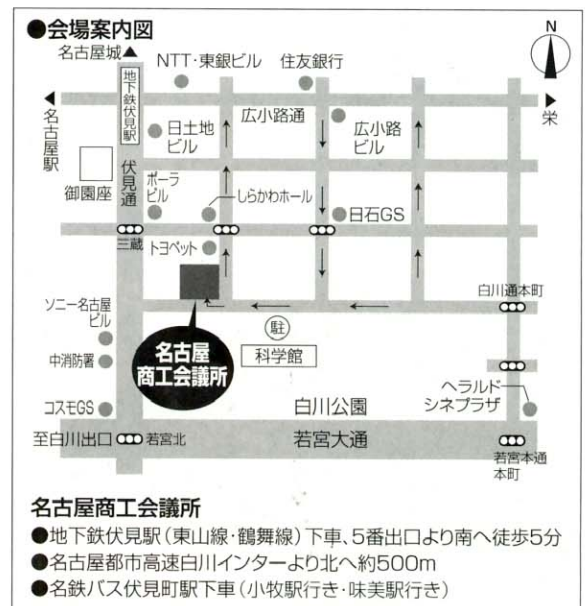 ●会場案内図
名古屋城▲
N
NTT・東銀ビル
住友銀行
地下鉄伏見駅
◀名古屋駅
▶栄
広小路通
日土地
ビル
広小路
ビル
伏見通
御園座
ポーラ
ビル
しらかわホール
日石GS
三蔵
トヨペット
白川通本町
ソニー名古屋
ビル
駐
名古屋
商工会議所
科学館
中消防署
ヘラルド
シネプラザ
コスモGS
白川公園
至白川出口
若宮北
若宮大通
若宮本通
本町
名古屋商工会議所
●地下鉄伏見駅(東山線・鶴舞線)下車、5番出口より南へ徒歩5分
●名古屋都市高速白川インターより北へ約500m
●名鉄バス伏見町駅下車(小牧駅行き・味美駅行き)